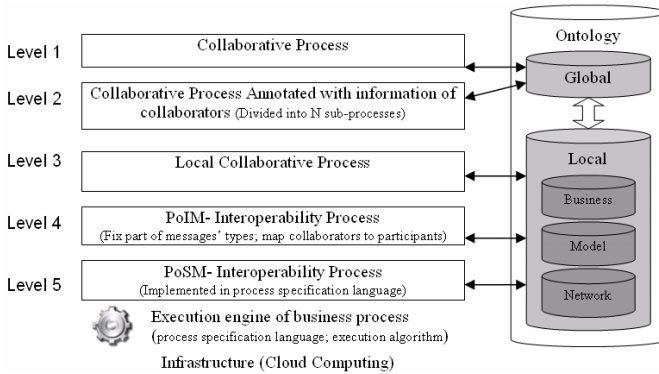 Level 1
Collaborative Process
Level 2
Collaborative Process Annotated with information of
collaborators (Divided into N sub-processes)
Level 3
Local Collaborative Process
Level 4
PoIM- Interoperability Process
(Fix part of messages' types; map collaborators to participants)
Level 5
PoSM- Interoperability Process
(Implemented in process specification language)
Execution engine of business process
(process specification language; execution algorithm)
Infrastructure (Cloud Computing)
Ontology
Global
Local
Business
Model
Network